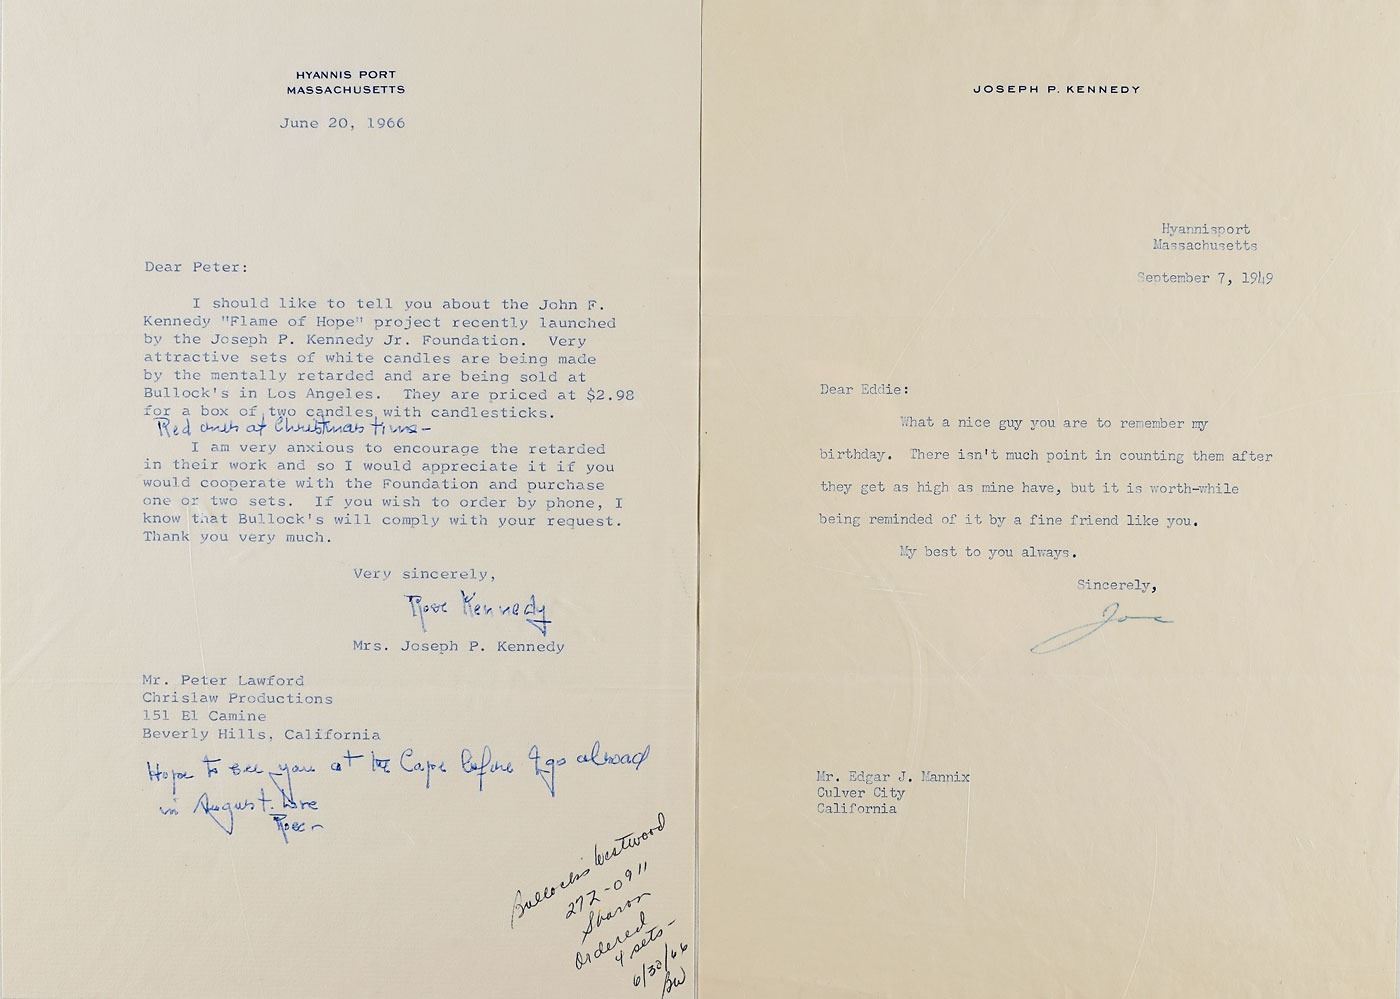 HYANNIS PORT
MASSACHUSETTS
June 20, 1966
Dear Peter:
I should like to tell you about the John F.
Kennedy "Flame of Hope" project recently launched
by the Joseph P. Kennedy Jr. Foundation. Very
attractive sets of white candles are being made
by the mentally retarded and are being sold at
Bullock's in Los Angeles. They are priced at $2.98
for a box of two candles with candlesticks.
Red ones at Christmas time-
I am very anxious to encourage the retarded
in their work and so I would appreciate it if you
would cooperate with the Foundation and purchase
one or two sets. If you wish to order by phone, I
know that Bullock's will comply with your request.
Thank you very much.
Very sincerely,
Rose Kennedy
Mrs. Joseph P. Kennedy
Mr. Peter Lawford
Chrislaw Productions
151 El Camine
Beverly Hills, California
Hope to see you at the Cape before I go abroad
in August. Love
Rose-
Bullock's Westwood
272-0911
Sharon
Ordered
4 sets-
6/30/66
BW
JOSEPH P. KENNEDY
Hyannisport
Massachusetts
September 7, 1949
Dear Eddie:
What a nice guy you are to remember my
birthday. There isn't much point in counting them after
they get as high as mine have, but it is worth-while
being reminded of it by a fine friend like you.
My best to you always.
Sincerely,
Joe
Mr. Edgar J. Mannix
Culver City
California